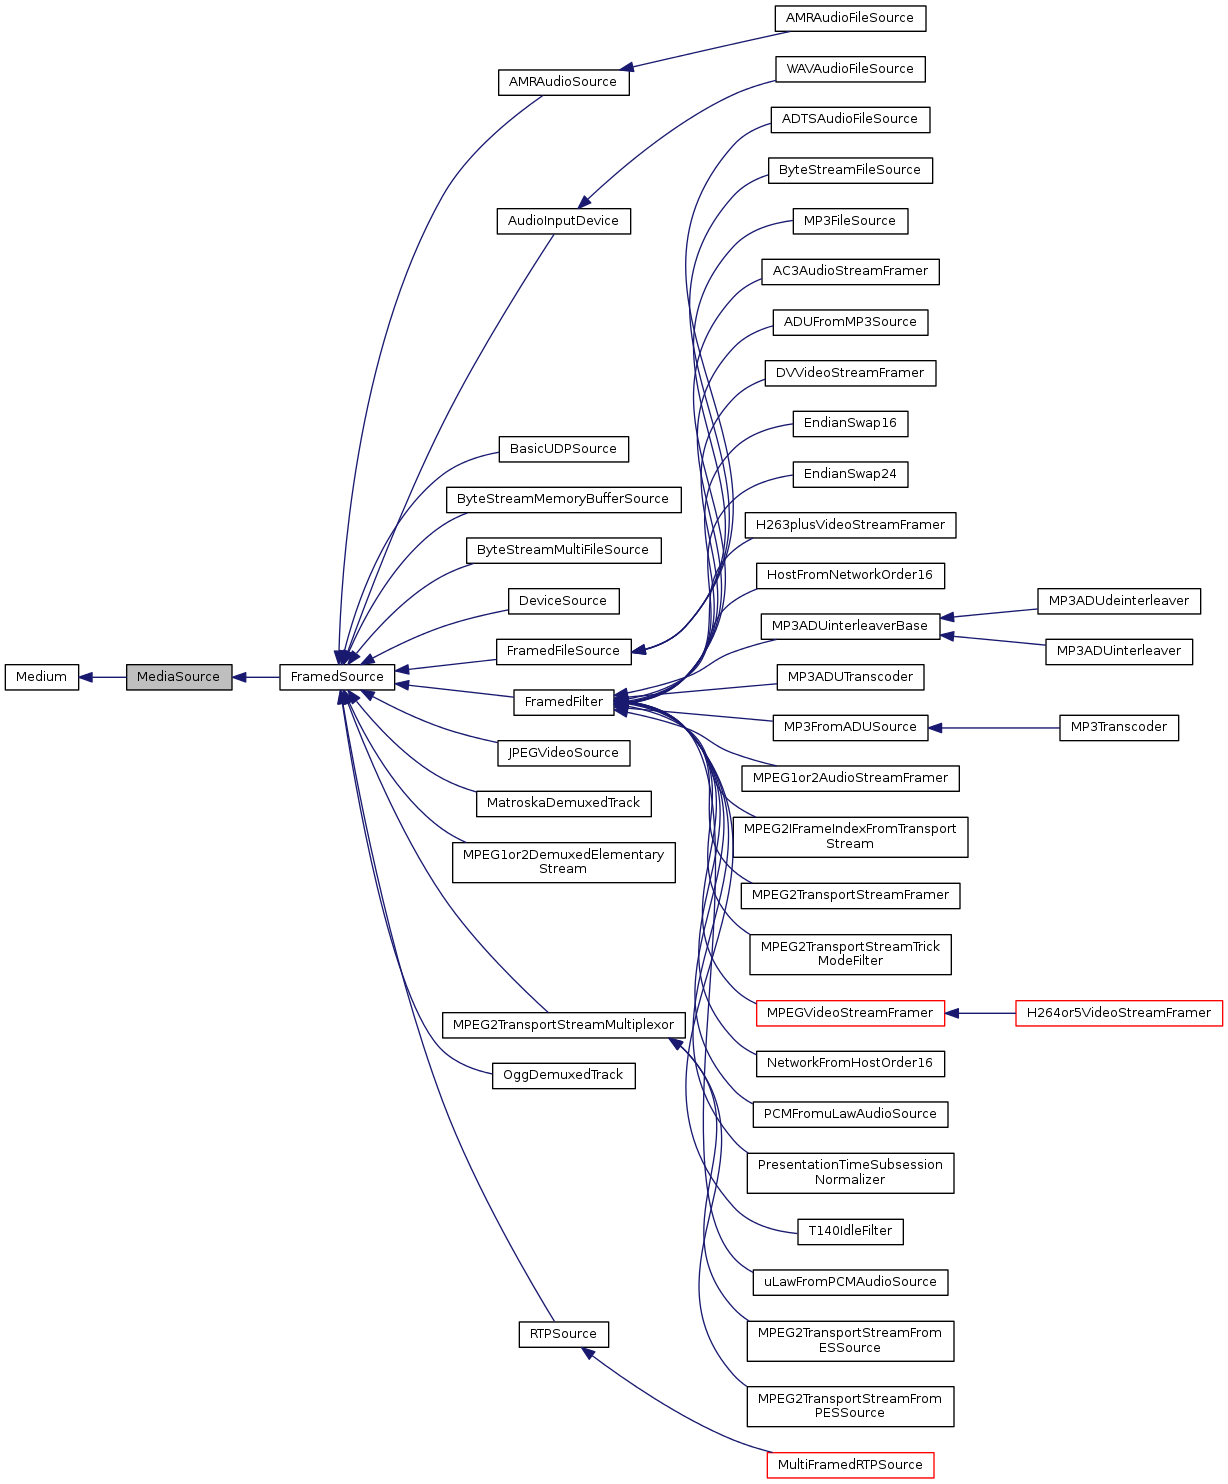 AMRAudioFileSource
AMRAudioSource
WAVAudioFileSource
ADTSAudioFileSource
ByteStreamFileSource
AudioInputDevice
MP3FileSource
AC3AudioStreamFramer
ADUFromMP3Source
DVVideoStreamFramer
EndianSwap16
BasicUDPSource
EndianSwap24
ByteStreamMemoryBufferSource
H263plusVideoStreamFramer
ByteStreamMultiFileSource
HostFromNetworkOrder16
DeviceSource
MP3ADUdeinterleaver
MP3ADUinterleaverBase
FramedFileSource
MP3ADUinterleaver
Medium
MediaSource
FramedSource
MP3ADUTranscoder
FramedFilter
MP3FromADUSource
MP3Transcoder
JPEGVideoSource
MPEG1or2AudioStreamFramer
MatroskaDemuxedTrack
MPEG2IFrameIndexFromTransport
Stream
MPEG1or2DemuxedElementary
Stream
MPEG2TransportStreamFramer
MPEG2TransportStreamTrick
ModeFilter
MPEGVideoStreamFramer
H264or5VideoStreamFramer
MPEG2TransportStreamMultiplexor
NetworkFromHostOrder16
OggDemuxedTrack
PCMFromuLawAudioSource
PresentationTimeSubsession
Normalizer
T140IdleFilter
uLawFromPCMAudioSource
RTPSource
MPEG2TransportStreamFrom
ESSource
MPEG2TransportStreamFrom
PESSource
MultiFramedRTPSource